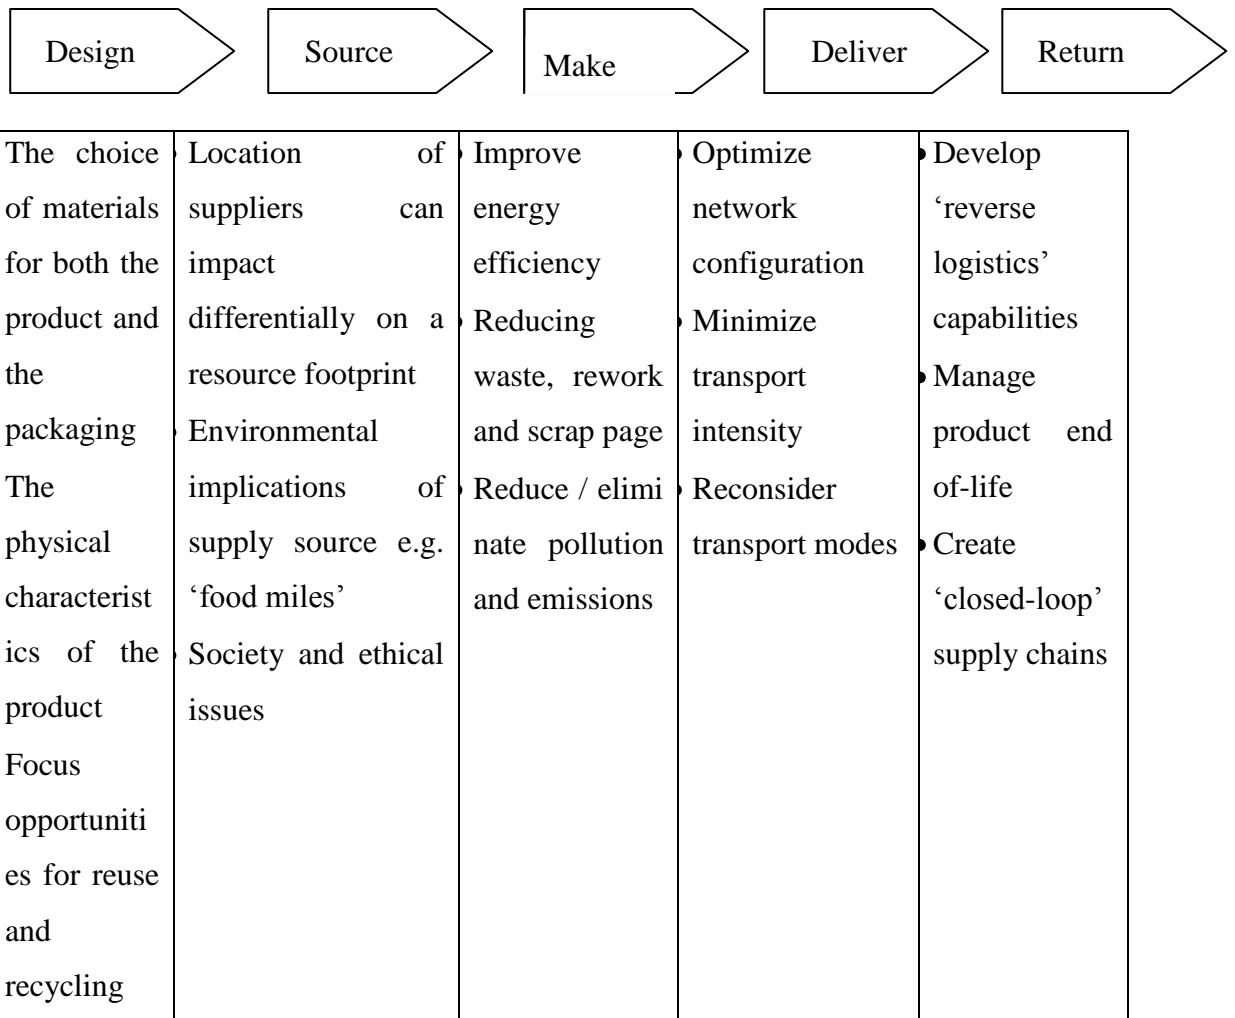 Design
Source
Make
Deliver
Return
The choice
of materials
for both the
product and
the
packaging
The
physical
characterist
ics of the
product
Focus
opportuniti
es for reuse
and
recycling
• Location of
suppliers can
impact
differentially on a
resource footprint
• Environmental
implications of
supply source e.g.
‘food miles’
• Society and ethical
issues
• Improve
energy
efficiency
• Reducing
waste, rework
and scrap page
• Reduce / elimi
nate pollution
and emissions
• Optimize
network
configuration
• Minimize
transport
intensity
• Reconsider
transport modes
• Develop
‘reverse
logistics’
capabilities
• Manage
product end
of-life
• Create
‘closed-loop’
supply chains